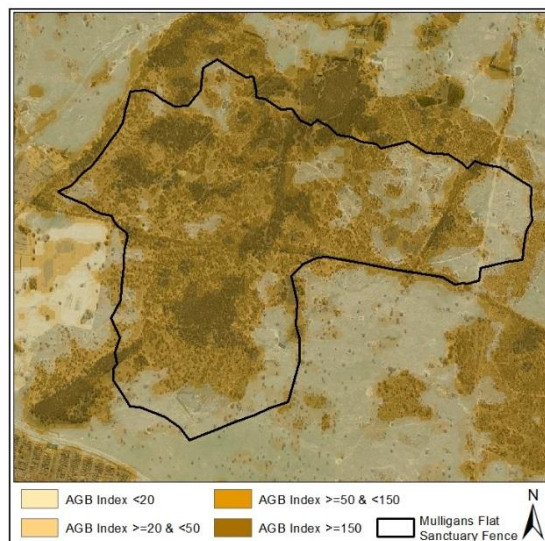 AGB Index <20
AGB Index >=20 & <50
AGB Index >=50 & <150
AGB Index >=150
Mulligans Flat
Sanctuary Fence
N